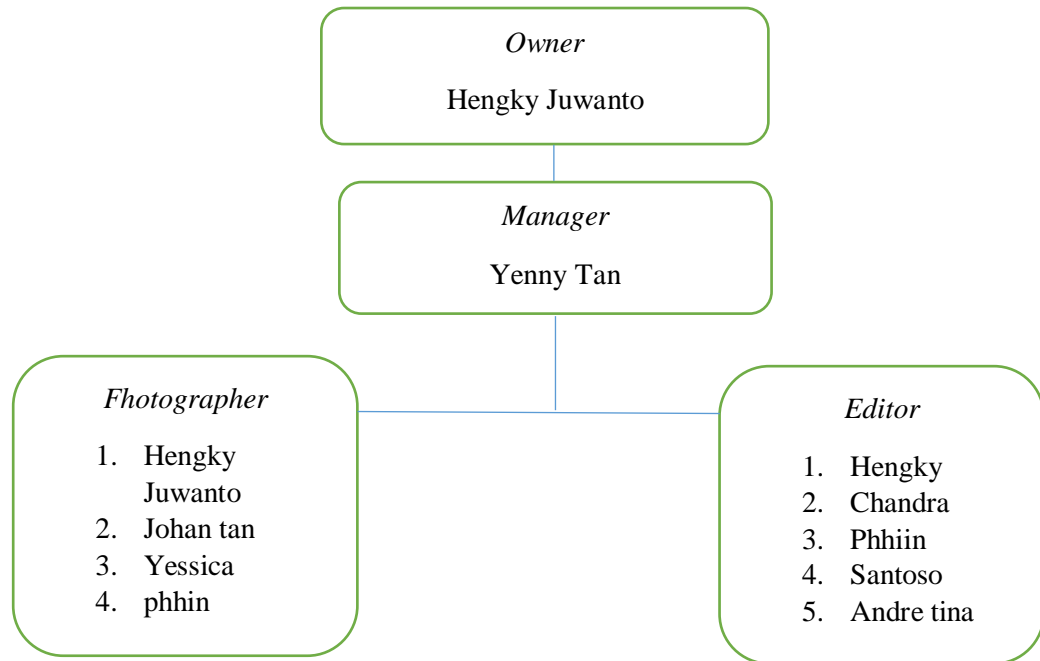 Owner
Hengky Juwanto
Manager
Yenny Tan
Fhotographer
1. Hengky
Juwanto
2. Johan tan
3. Yessica
4. phhin
Editor
1. Hengky
2. Chandra
3. Phhiin
4. Santoso
5. Andre tina